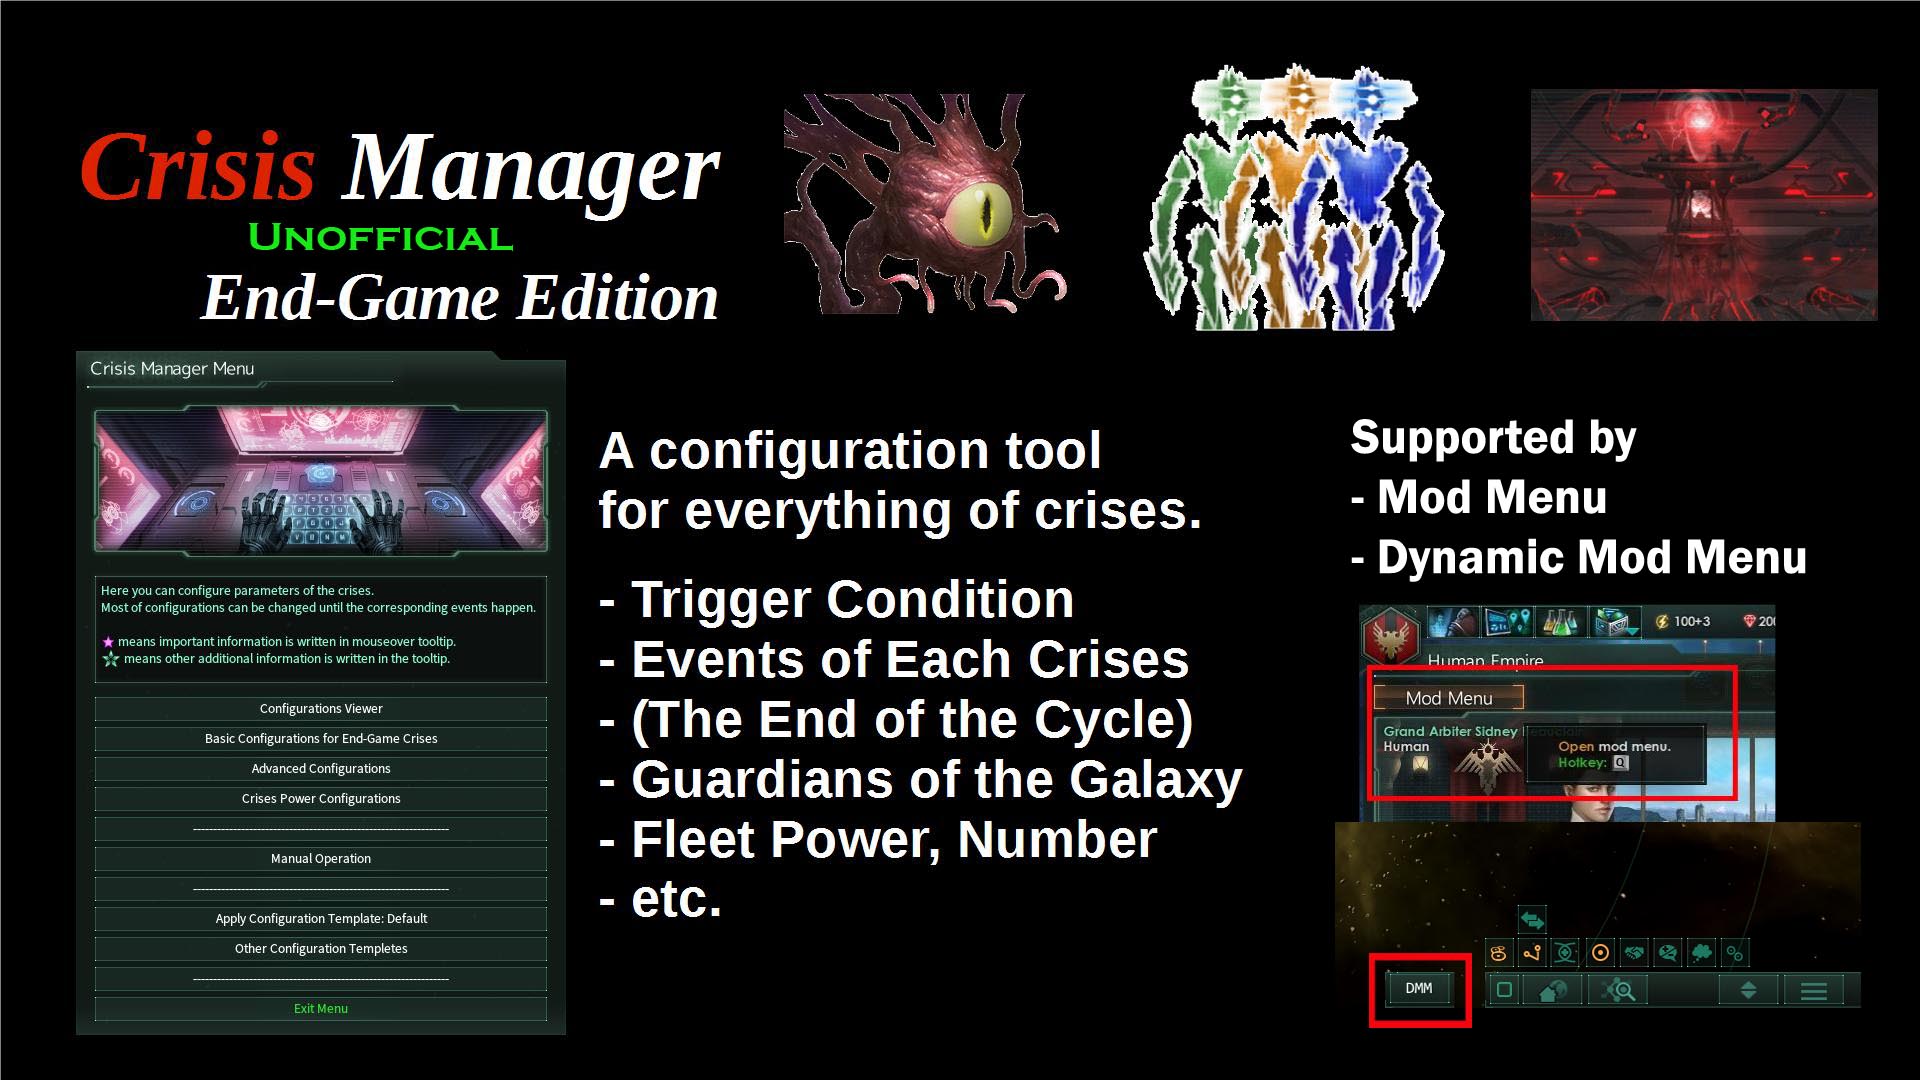 Crisis Manager
UNOFFICIAL
End-Game Edition
Crisis Manager Menu
Here you can configure parameters of the crises.
Most of configurations can be changed until the corresponding events happen.
★ means important information is written in mouseover tooltip.
☆ means other additional information is written in the tooltip.
Configurations Viewer
Basic Configurations for End-Game Crises
Advanced Configurations
Crises Power Configurations
----------------------------------------------------------------
Manual Operation
----------------------------------------------------------------
Apply Configuration Template: Default
Other Configuration Templetes
----------------------------------------------------------------
Exit Menu
A configuration tool
for everything of crises.
- Trigger Condition
- Events of Each Crises
- (The End of the Cycle)
- Guardians of the Galaxy
- Fleet Power, Number
- etc.
Supported by
- Mod Menu
- Dynamic Mod Menu
100+3
Human Empire
Mod Menu
Grand Arbiter Sidney
Human
Open mod menu.
Hotkey: Q
DMM